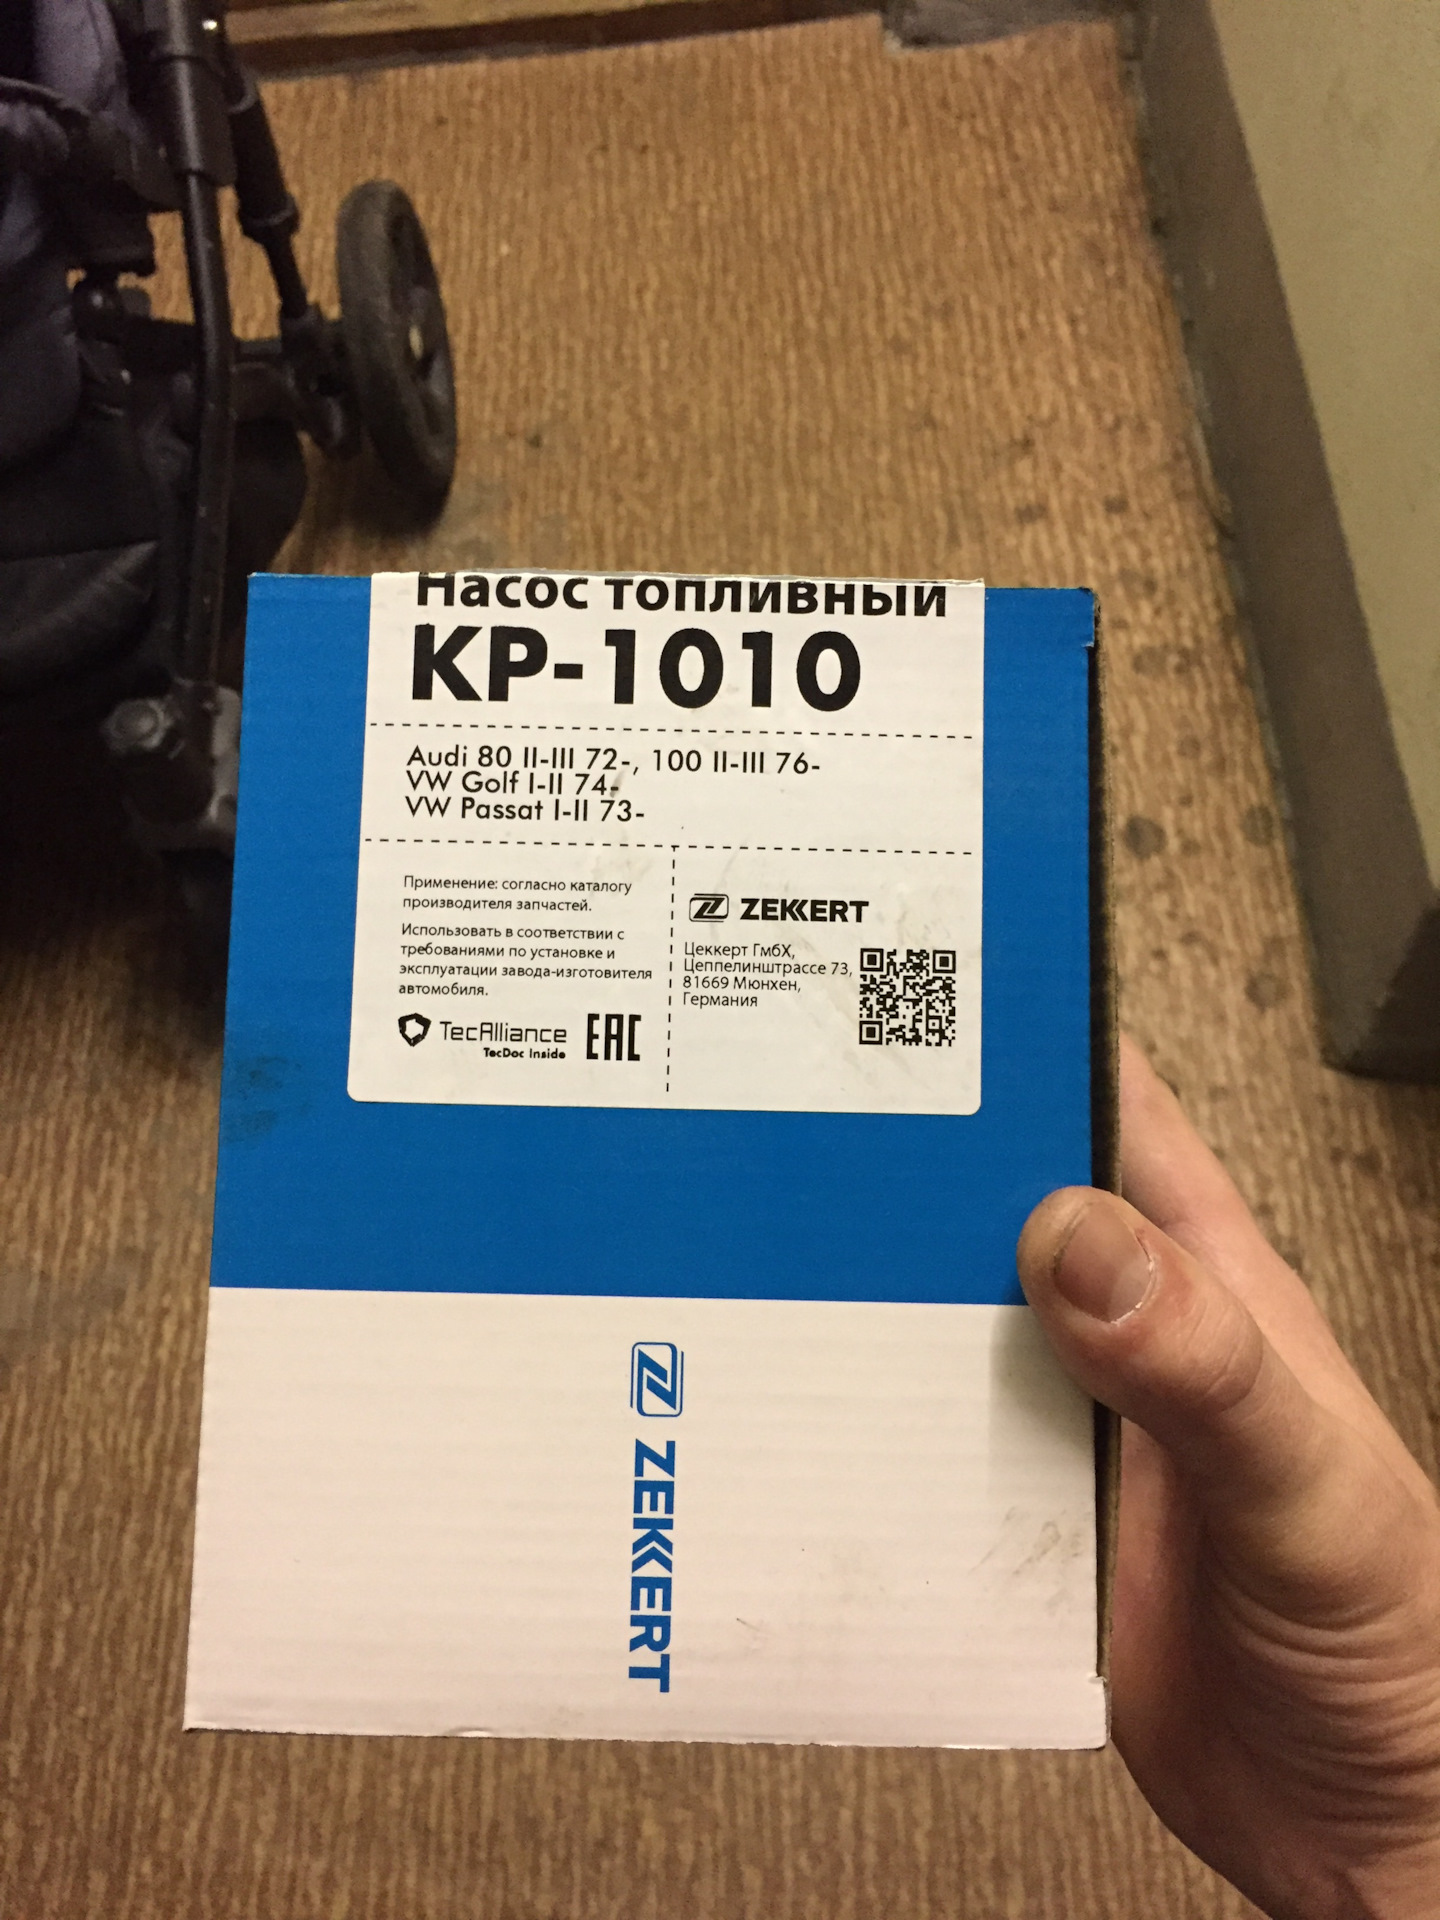 Насос топливный
KP-1010
Audi 80 II-III 72-, 100 II-III 76-
VW Golf I-II 74-
VW Passat I-II 73-
Применение: согласно каталогу
производителя запчастей.
Использовать в соответствии с
требованиями по установке и
эксплуатации завода-изготовителя
автомобиля.
TecAlliance
TecDoc Inside
EAC
ZEKKERT
Цеккерт ГмбХ,
Цеппелинштрассе 73,
81669 Мюнхен,
Германия
ZEKKERT